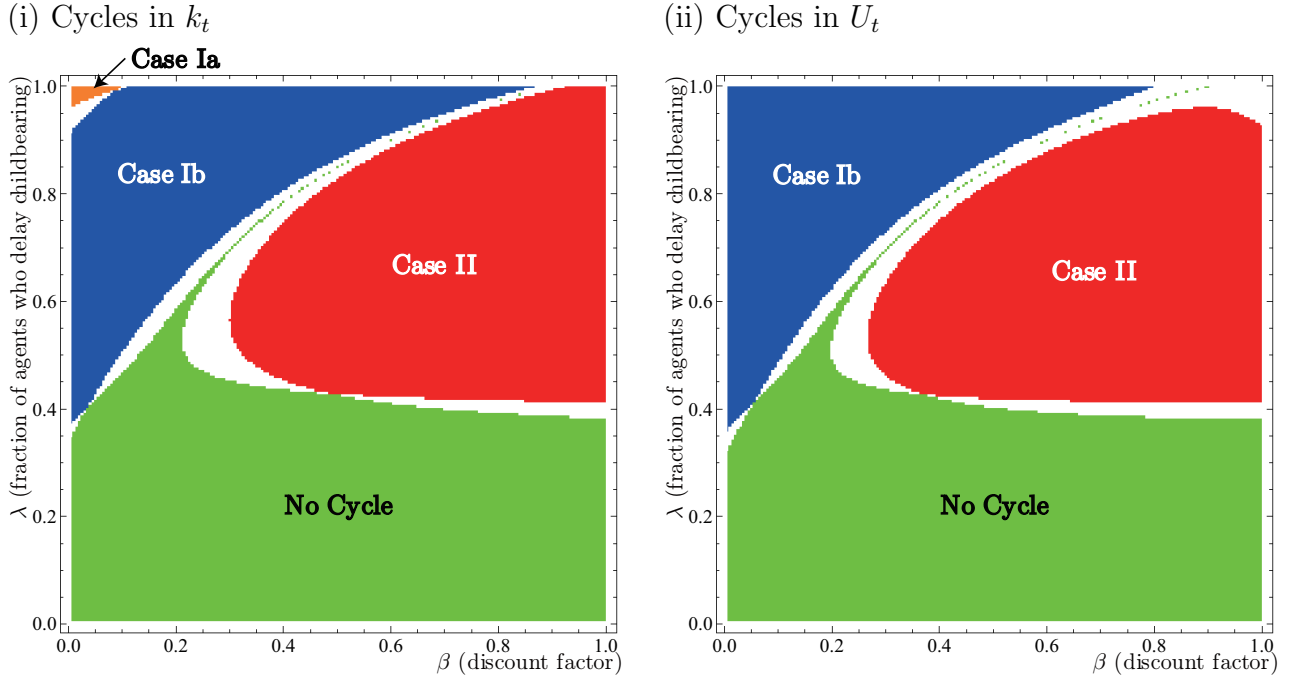 (i) Cycles in k_t
(ii) Cycles in U_t
Case Ia
λ (fraction of agents who delay childbearing)
1.0
0.8
0.6
0.4
0.2
0.0
Case Ib
Case II
No Cycle
0.0 0.2 0.4 0.6 0.8 1.0
β (discount factor)
λ (fraction of agents who delay childbearing)
1.0
0.8
0.6
0.4
0.2
0.0
Case Ib
Case II
No Cycle
0.0 0.2 0.4 0.6 0.8 1.0
β (discount factor)